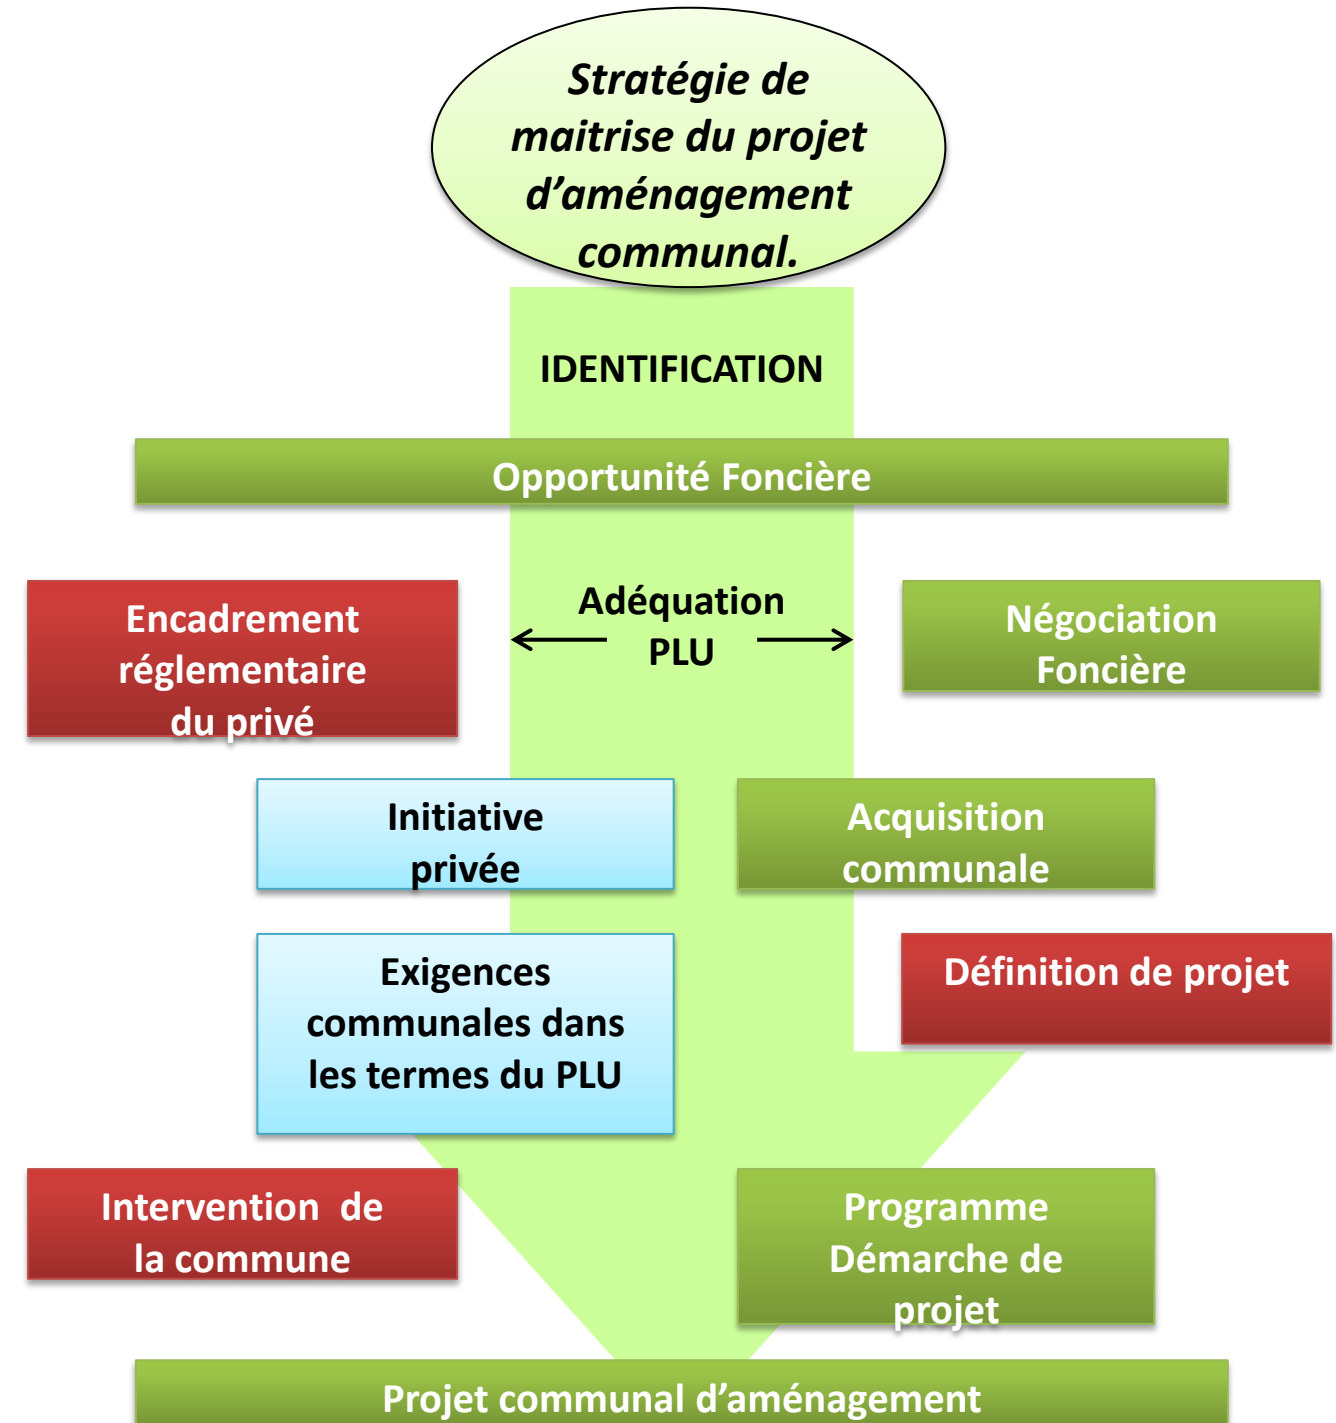 Stratégie de
maitrise du projet
d’aménagement
communal.
IDENTIFICATION
Opportunité Foncière
Encadrement
réglementaire
du privé
Adéquation
PLU
Négociation
Foncière
Initiative
privée
Acquisition
communale
Exigences
communales dans
les termes du PLU
Définition de projet
Intervention de
la commune
Programme
Démarche de
projet
Projet communal d’aménagement